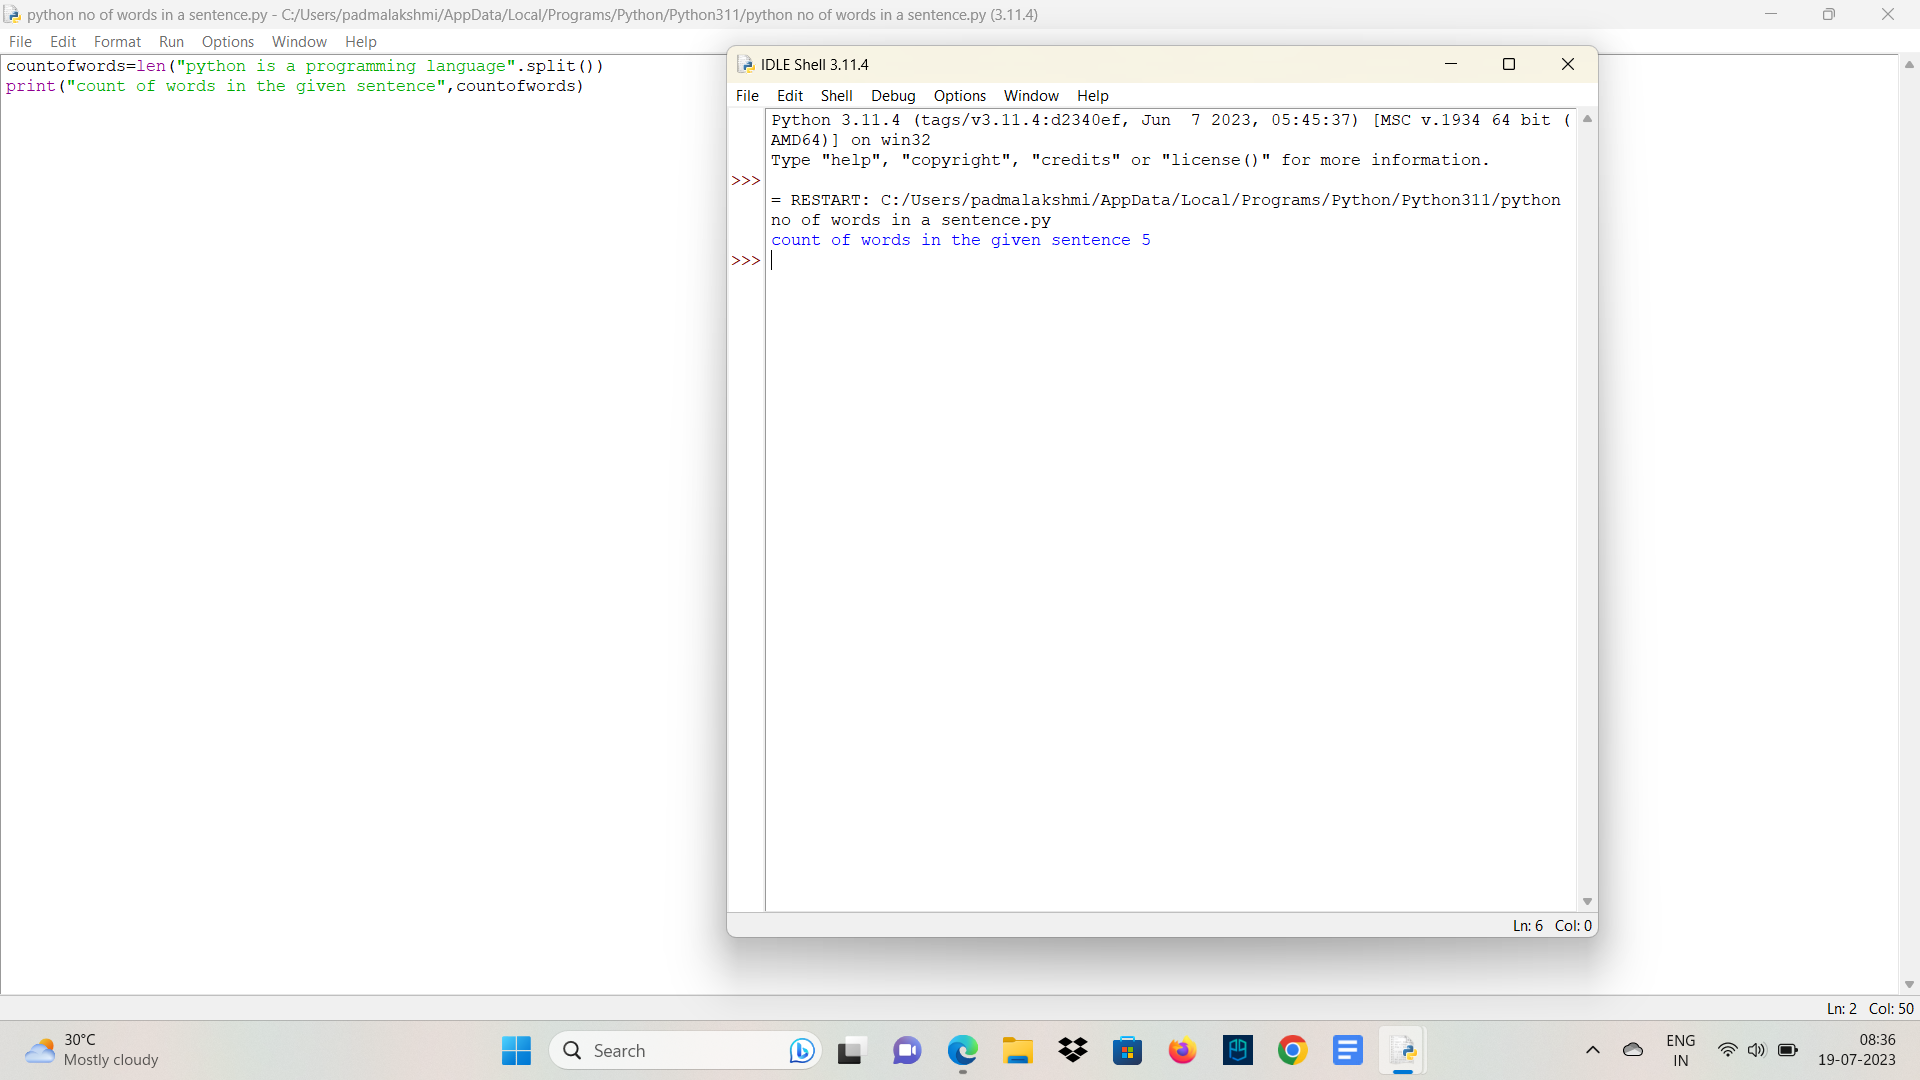 python no of words in a sentence.py - C:/Users/padmalakshmi/AppData/Local/Programs/Python/Python311/python no of words in a sentence.py (3.11.4)
File Edit Format Run Options Window Help
countofwords=len("python is a programming language".split())
print("count of words in the given sentence",countofwords)
IDLE Shell 3.11.4
File Edit Shell Debug Options Window Help
Python 3.11.4 (tags/v3.11.4:d2340ef, Jun  7 2023, 05:45:37) [MSC v.1934 64 bit (
AMD64)] on win32
Type "help", "copyright", "credits" or "license()" for more information.
>>>
= RESTART: C:/Users/padmalakshmi/AppData/Local/Programs/Python/Python311/python
no of words in a sentence.py
count of words in the given sentence 5
>>>
Ln: 6 Col: 0
Ln: 2 Col: 50
30°C
Mostly cloudy
Search
ENG
IN
08:36
19-07-2023